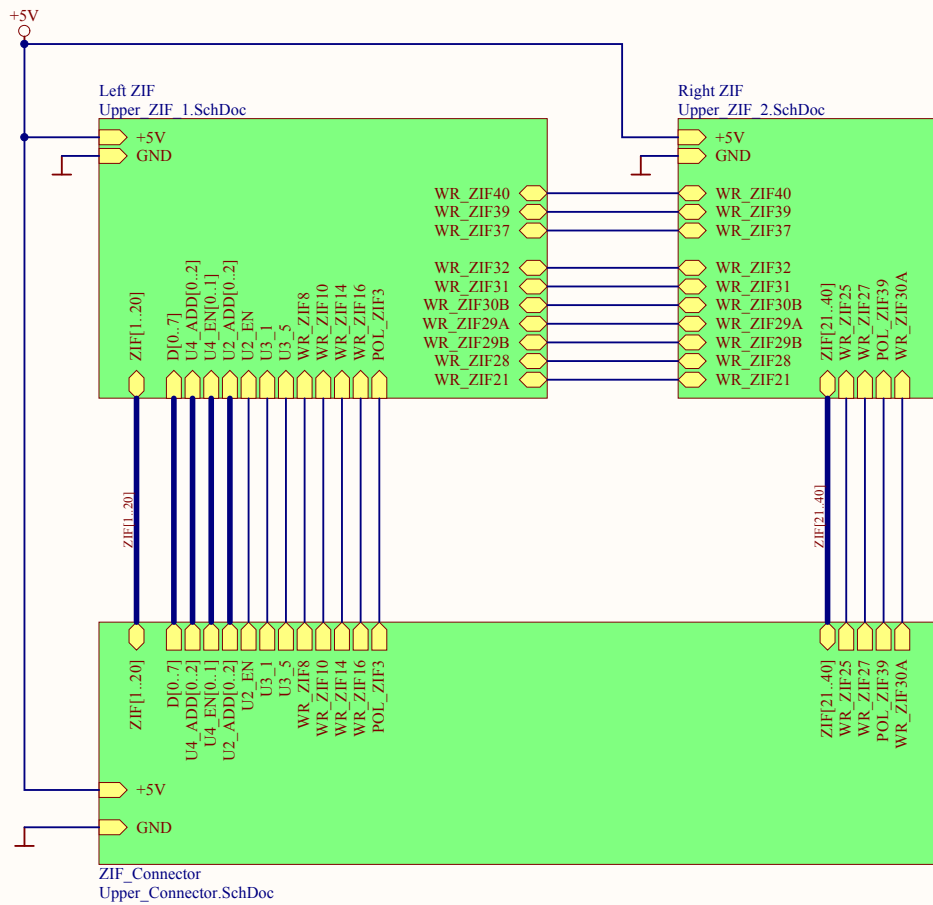 +5V
Left ZIF
Upper_ZIF_1.SchDoc
Right ZIF
Upper_ZIF_2.SchDoc
+5V
GND
+5V
GND
WR_ZIF40
WR_ZIF39
WR_ZIF37
WR_ZIF32
WR_ZIF31
WR_ZIF30B
WR_ZIF29A
WR_ZIF29B
WR_ZIF28
WR_ZIF21
WR_ZIF40
WR_ZIF39
WR_ZIF37
WR_ZIF32
WR_ZIF31
WR_ZIF30B
WR_ZIF29A
WR_ZIF29B
WR_ZIF28
WR_ZIF21
ZIF[1..20]
D[0..7]
U4_ADD[0..2]
U4_EN[0..1]
U2_ADD[0..2]
U2_EN
U3_1
U3_5
WR_ZIF8
WR_ZIF10
WR_ZIF14
WR_ZIF16
POL_ZIF3
ZIF[21..40]
WR_ZIF25
WR_ZIF27
POL_ZIF39
WR_ZIF30A
ZIF[1..20]
ZIF[21..40]
ZIF[1..20]
D[0..7]
U4_ADD[0..2]
U4_EN[0..1]
U2_ADD[0..2]
U2_EN
U3_1
U3_5
WR_ZIF8
WR_ZIF10
WR_ZIF14
WR_ZIF16
POL_ZIF3
ZIF[21..40]
WR_ZIF25
WR_ZIF27
POL_ZIF39
WR_ZIF30A
+5V
GND
ZIF_Connector
Upper_Connector.SchDoc